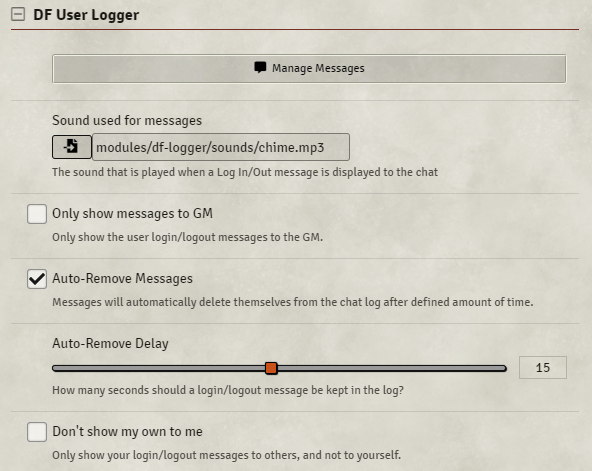 DF User Logger
Manage Messages
Sound used for messages
modules/df-logger/sounds/chime.mp3
The sound that is played when a Log In/Out message is displayed to the chat
Only show messages to GM
Only show the user login/logout messages to the GM.
Auto-Remove Messages
Messages will automatically delete themselves from the chat log after defined amount of time.
Auto-Remove Delay
15
How many seconds should a login/logout message be kept in the log?
Don't show my own to me
Only show your login/logout messages to others, and not to yourself.